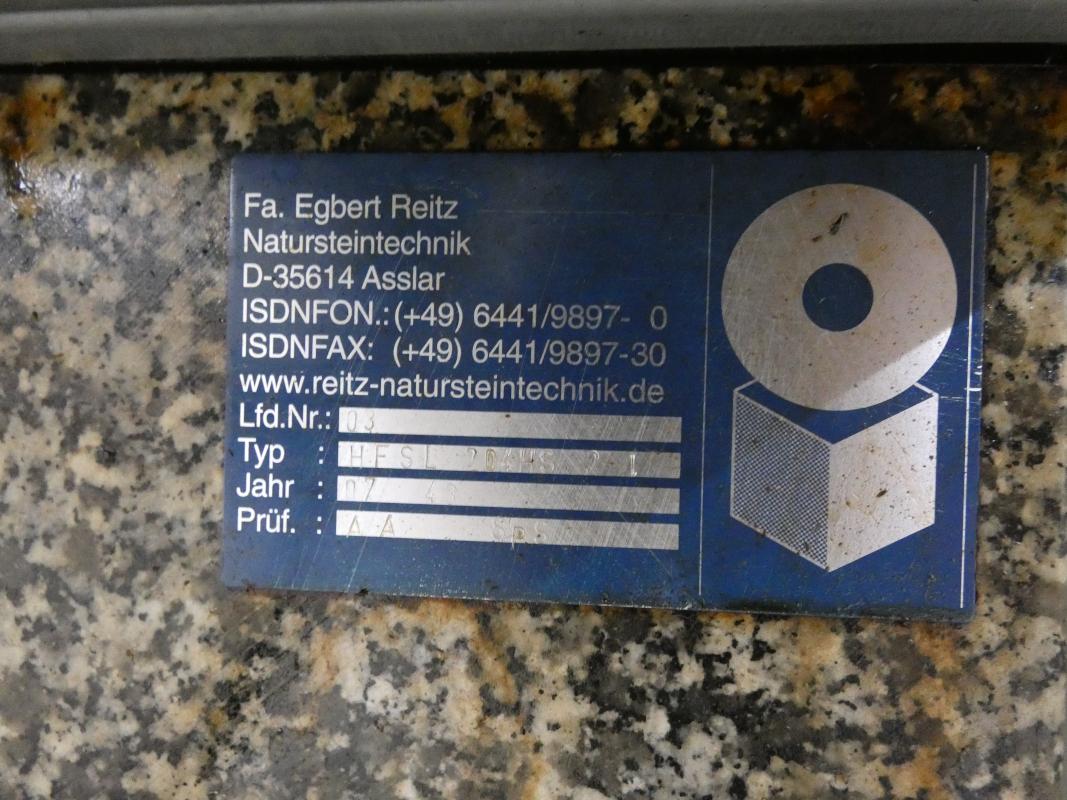 Fa. Egbert Reitz
Natursteintechnik
D-35614 Asslar
ISDNFON.: (+49) 6441/9897- 0
ISDNFAX: (+49) 6441/9897-30
www.reitz-natursteintechnik.de
Lfd.Nr.: 03
Typ : HFSL
Jahr : 07
Prüf. : AA